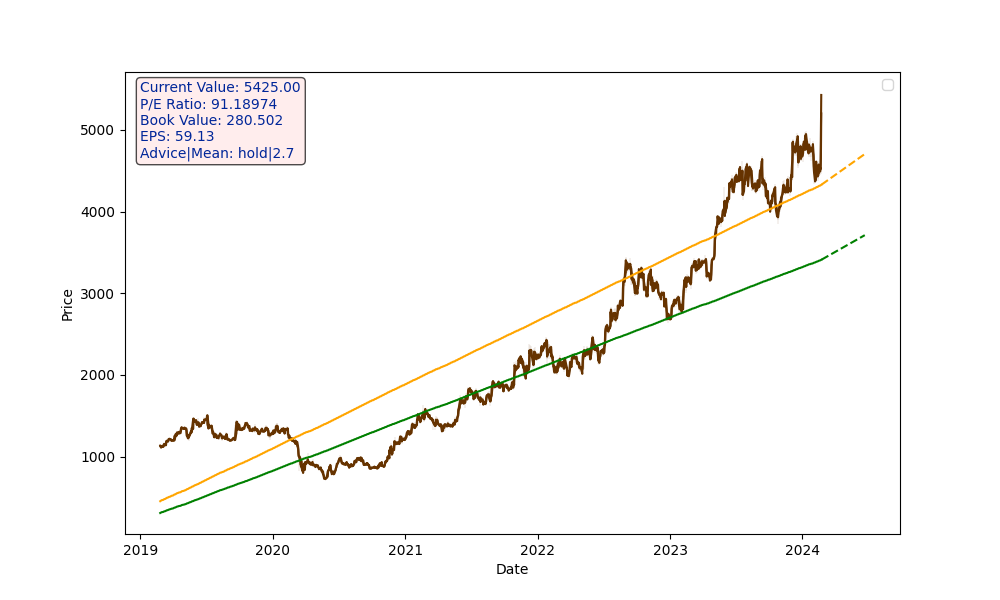 Current Value: 5425.00
P/E Ratio: 91.18974
Book Value: 280.502
EPS: 59.13
Advice|Mean: hold|2.7
Price
5000
4000
3000
2000
1000
2019 2020 2021 2022 2023 2024
Date